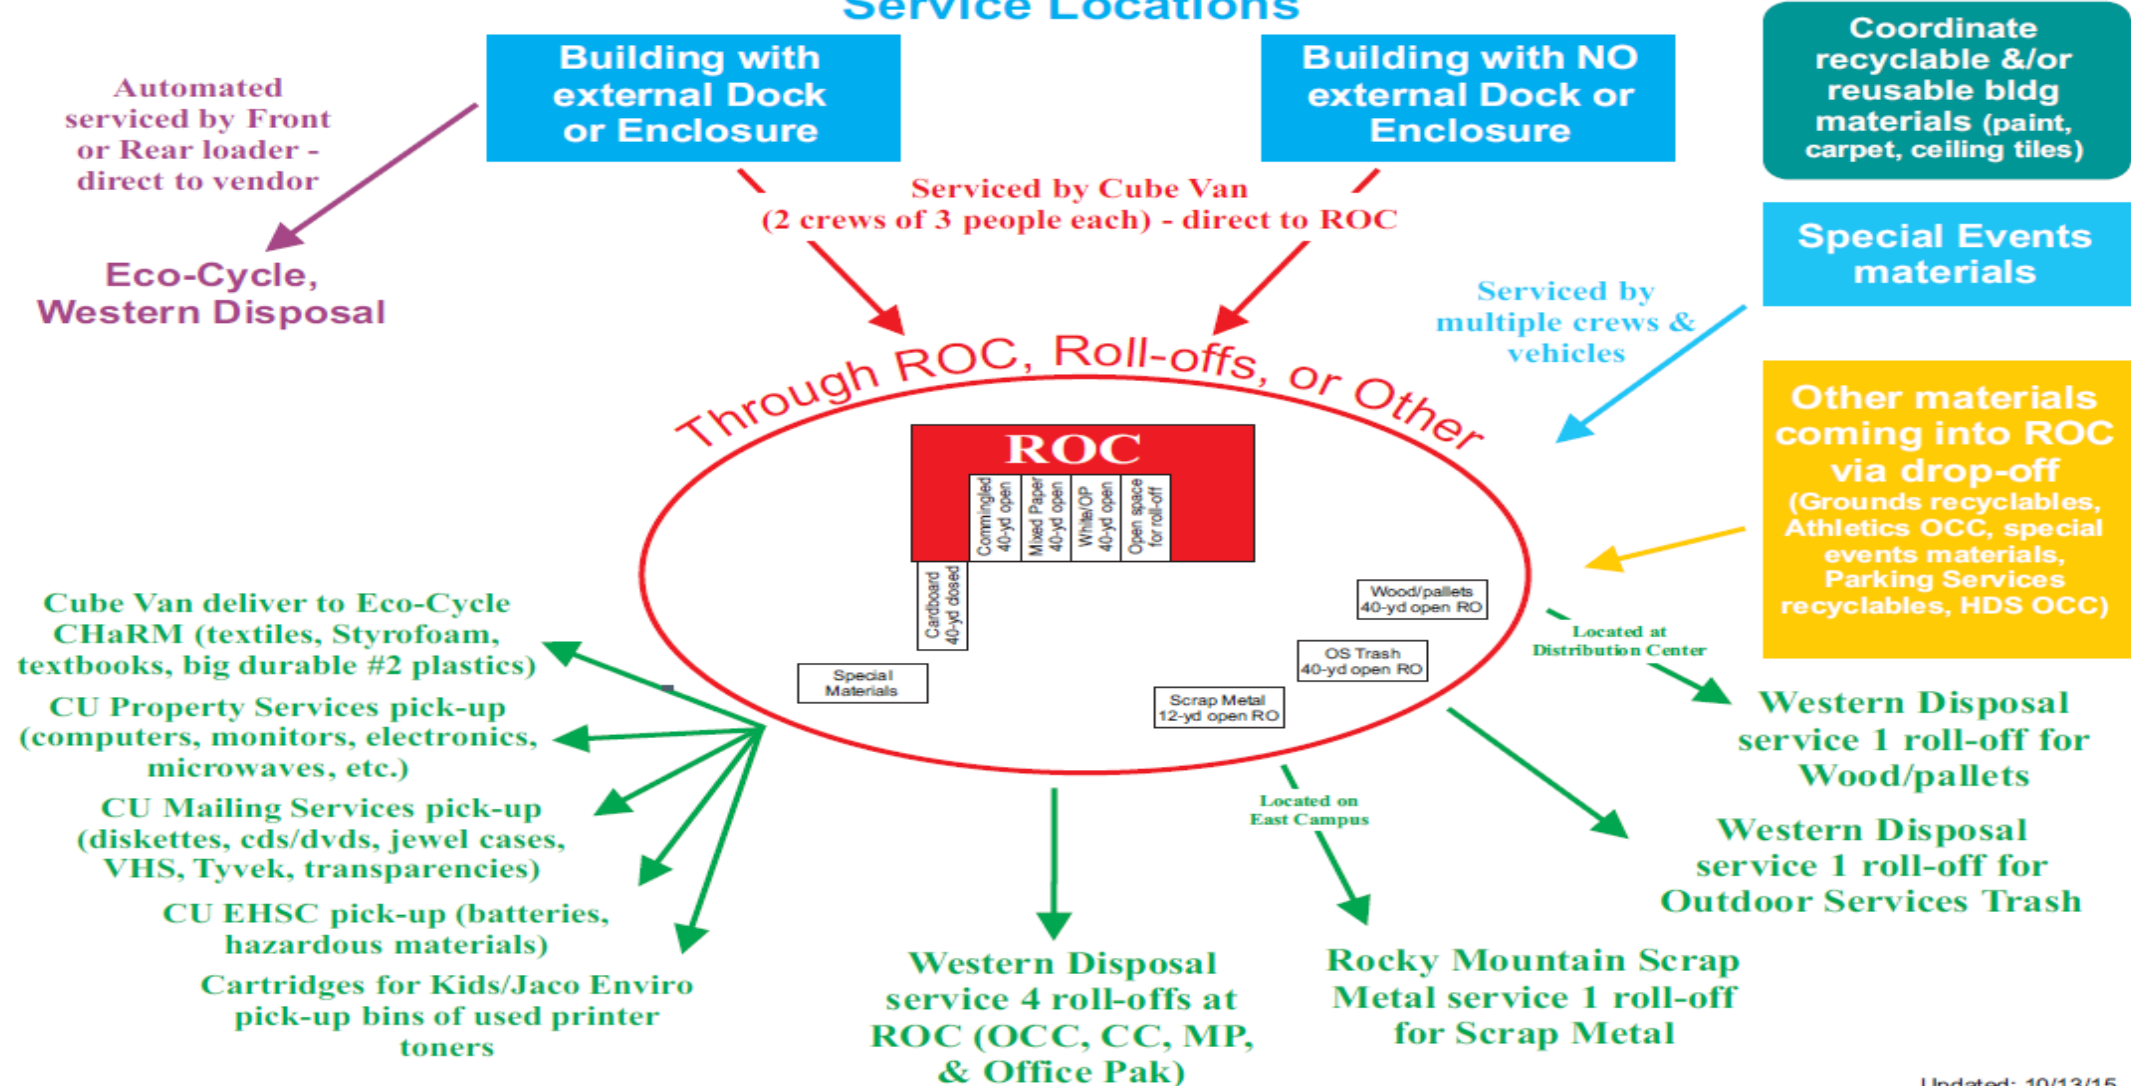 Service Locations
Building with
external Dock
or Enclosure
Building with NO
external Dock or
Enclosure
Coordinate
recyclable &/or
reusable bldg
materials (paint,
carpet, ceiling tiles)
Automated
serviced by Front
or Rear loader -
direct to vendor
Eco-Cycle,
Western Disposal
Serviced by Cube Van
(2 crews of 3 people each) - direct to ROC
Special Events
materials
Serviced by
multiple crews &
vehicles
Other materials
coming into ROC
via drop-off
(Grounds recyclables,
Athletics OCC, special
events materials,
Parking Services
recyclables, HDS OCC)
Through ROC, Roll-offs, or Other
ROC
Commingled
40-yd open
Mixed Paper
40-yd open
White/OP
40-yd open
Open space
for roll-off
Cardboard
40-yd closed
Special
Materials
Wood/pallets
40-yd open RO
OS Trash
40-yd open RO
Scrap Metal
12-yd open RO
Cube Van deliver to Eco-Cycle
CHaRM (textiles, Styrofoam,
textbooks, big durable #2 plastics)
CU Property Services pick-up
(computers, monitors, electronics,
microwaves, etc.)
CU Mailing Services pick-up
(diskettes, cds/dvds, jewel cases,
VHS, Tyvek, transparencies)
CU EHSC pick-up (batteries,
hazardous materials)
Cartridges for Kids/Jaco Enviro
pick-up bins of used printer
toners
Western Disposal
service 4 roll-offs at
ROC (OCC, CC, MP,
& Office Pak)
Located on
East Campus
Rocky Mountain Scrap
Metal service 1 roll-off
for Scrap Metal
Located at
Distribution Center
Western Disposal
service 1 roll-off for
Wood/pallets
Western Disposal
service 1 roll-off for
Outdoor Services Trash
Updated: 10/13/15